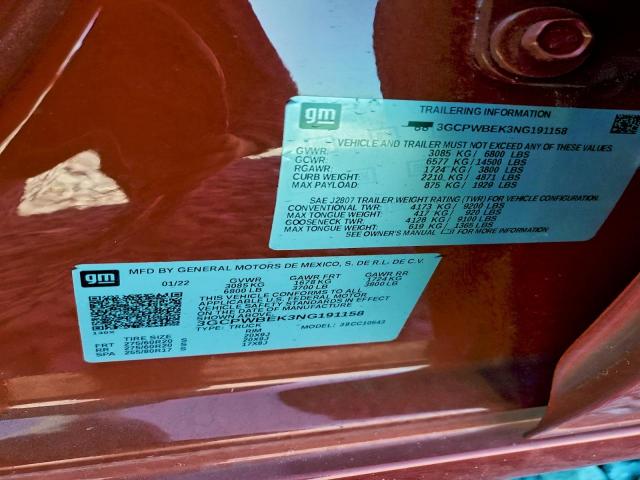 gm
TRAILERING INFORMATION
88 3GCPWBEK3NG191158
VEHICLE AND TRAILER MUST NOT EXCEED ANY OF THESE VALUES
GVWR: 3085 KG / 6800 LBS
GCWR: 6577 KG / 14500 LBS
RGAWR: 1724 KG / 3800 LBS
CURB WEIGHT: 2210 KG / 4871 LBS
MAX PAYLOAD: 875 KG / 1929 LBS
SAE J2807 TRAILER WEIGHT RATING (TWR) FOR VEHICLE CONFIGURATION.
CONVENTIONAL TWR: 4173 KG / 9200 LBS
MAX TONGUE WEIGHT: 417 KG / 920 LBS
GOOSENECK TWR: 4128 KG / 9100 LBS
MAX TONGUE WEIGHT: 619 KG / 1365 LBS
SEE OWNER'S MANUAL FOR MORE INFORMATION
gm
MFD BY GENERAL MOTORS DE MEXICO, S. DE R.L. DE C.V.
01/22 GVWR GAWR FRT GAWR RR
3085 KG 1678 KG 1724 KG
6800 LB 3700 LB 3800 LB
THIS VEHICLE CONFORMS TO ALL
APPLICABLE U.S. FEDERAL MOTOR
VEHICLE SAFETY STANDARDS IN EFFECT
ON THE DATE OF MANUFACTURE
SHOWN ABOVE.
3GCPWBEK3NG191158
TYPE: TRUCK MODEL:
TIRE SIZE RIM
FRT 275/60R20 S 20X9J
RR 275/60R20 S 20X9J
SPA 255/80R17 S 17X8J